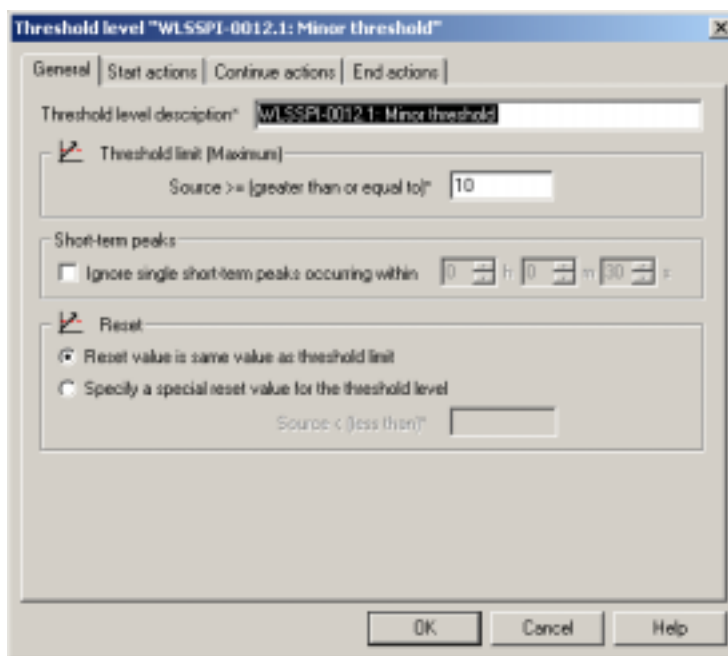 Threshold level "WLSSPI-0012.1: Minor threshold"
General Start actions Continue actions End actions
Threshold level description* WLSSPI-0012.1: Minor threshold
Threshold limit (Maximum)
Source >= (greater than or equal to)* 10
Short-term peaks
Ignore single short-term peaks occurring within 0 h 0 m 30 s
Reset
Reset value is same value as threshold limit
Specify a special reset value for the threshold level
Source < (less than)*
OK Cancel Help